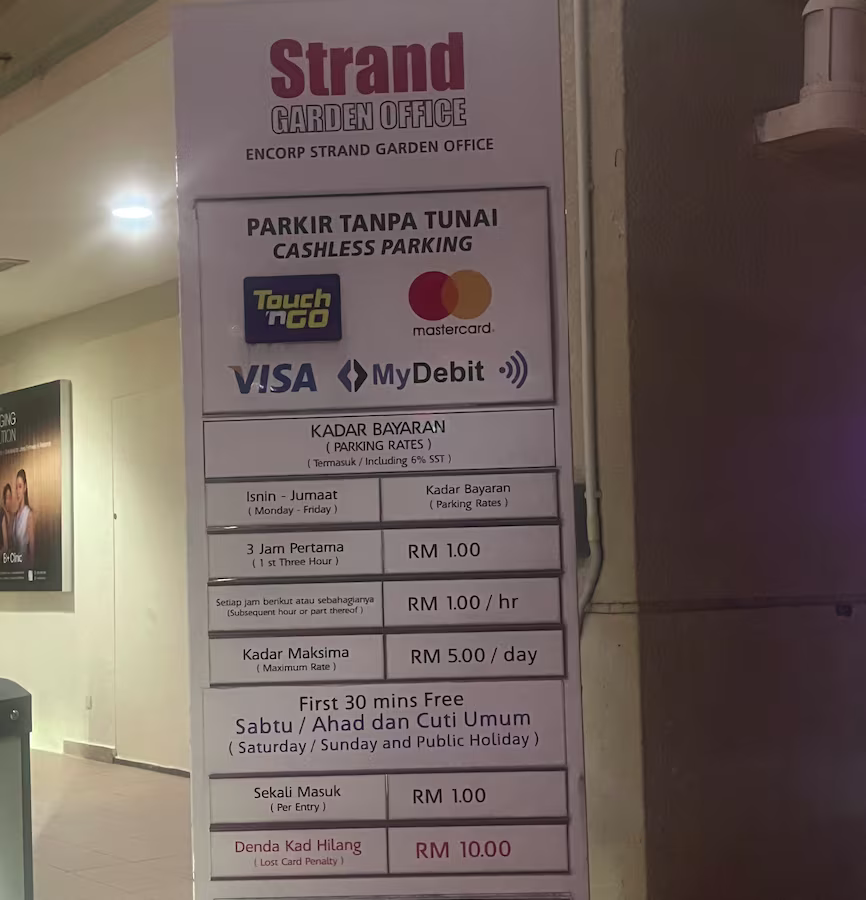 Strand
GARDEN OFFICE
ENCORP STRAND GARDEN OFFICE
PARKIR TANPA TUNAI
CASHLESS PARKING
Touch
'n GO
mastercard.
VISA MyDebit
KADAR BAYARAN
( PARKING RATES )
( Termasuk / Including 6% SST )
Isnin - Jumaat
( Monday - Friday )
Kadar Bayaran
( Parking Rates )
3 Jam Pertama
( 1 st Three Hour )
RM 1.00
Setiap jam berikut atau sebahagianya
(Subsequent hour or part thereof )
RM 1.00 / hr
Kadar Maksima
( Maximum Rate )
RM 5.00 / day
First 30 mins Free
Sabtu / Ahad dan Cuti Umum
( Saturday / Sunday and Public Holiday )
Sekali Masuk
( Per Entry )
RM 1.00
Denda Kad Hilang
( Lost Card Penalty )
RM 10.00
GING
B+Clinic